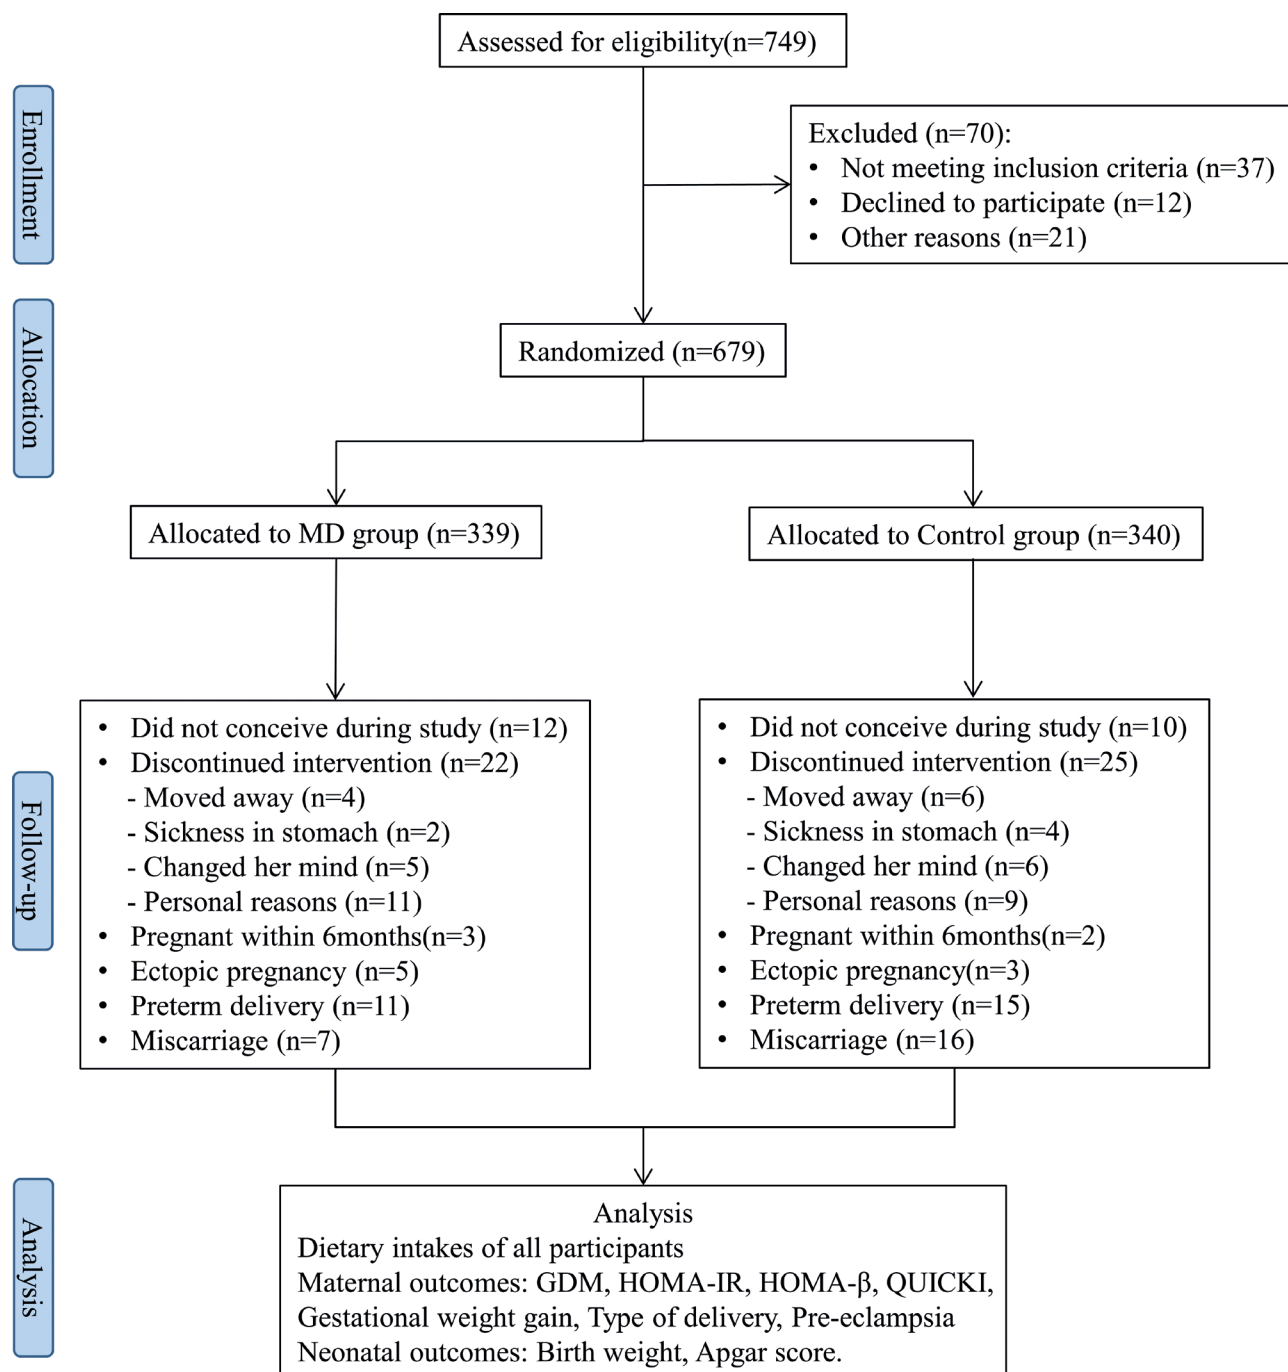 Assessed for eligibility(n=749)
Enrollment
Excluded (n=70):
• Not meeting inclusion criteria (n=37)
• Declined to participate (n=12)
• Other reasons (n=21)
Allocation
Randomized (n=679)
Allocated to MD group (n=339)
Allocated to Control group (n=340)
Follow-up
• Did not conceive during study (n=12)
• Discontinued intervention (n=22)
- Moved away (n=4)
- Sickness in stomach (n=2)
- Changed her mind (n=5)
- Personal reasons (n=11)
• Pregnant within 6months(n=3)
• Ectopic pregnancy (n=5)
• Preterm delivery (n=11)
• Miscarriage (n=7)
• Did not conceive during study (n=10)
• Discontinued intervention (n=25)
- Moved away (n=6)
- Sickness in stomach (n=4)
- Changed her mind (n=6)
- Personal reasons (n=9)
• Pregnant within 6months(n=2)
• Ectopic pregnancy(n=3)
• Preterm delivery (n=15)
• Miscarriage (n=16)
Analysis
Analysis
Dietary intakes of all participants
Maternal outcomes: GDM, HOMA-IR, HOMA-β, QUICKI,
Gestational weight gain, Type of delivery, Pre-eclampsia
Neonatal outcomes: Birth weight, Apgar score.